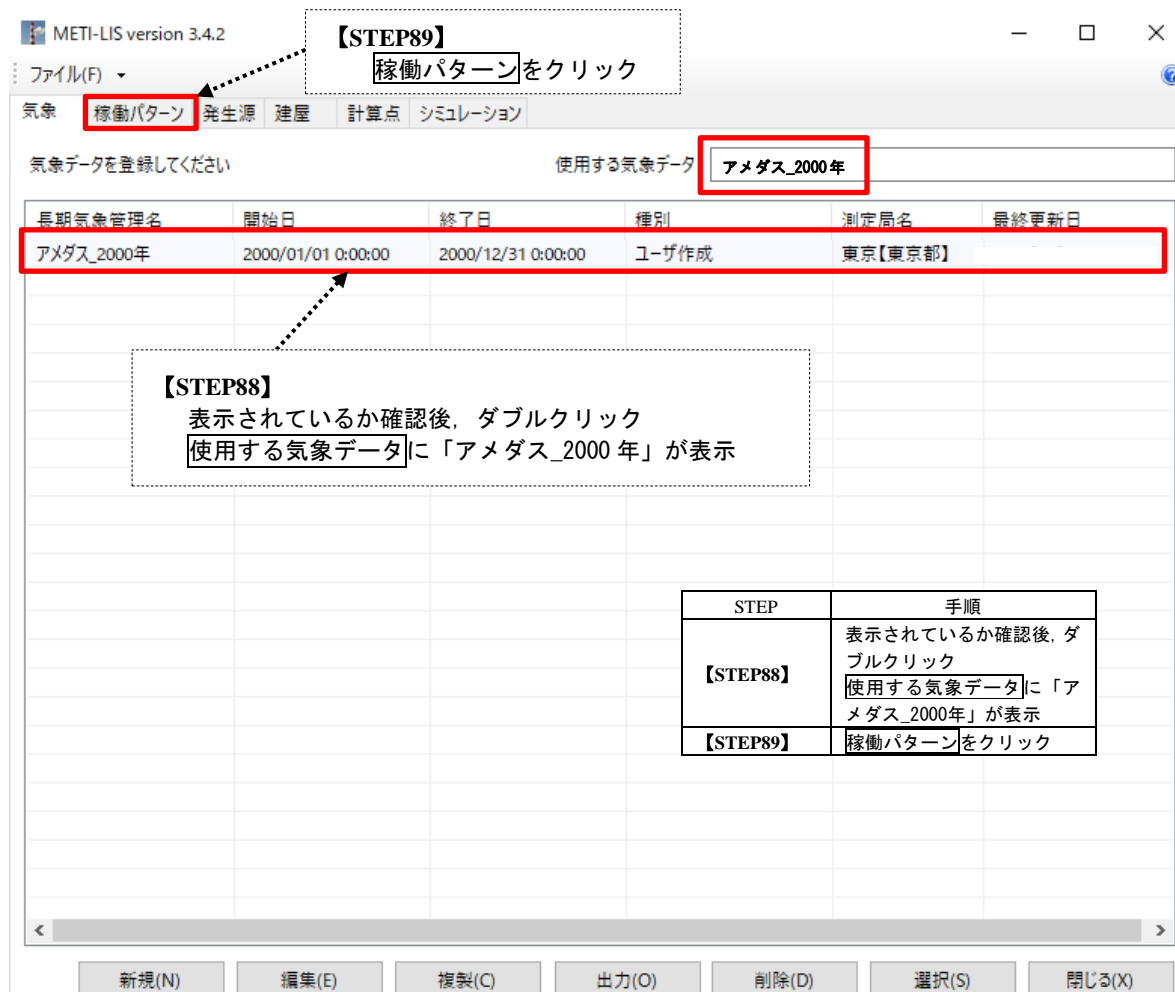 METI-LIS version 3.4.2
【STEP89】
稼働パターンをクリック
ファイル(F)
気象 稼働パターン 発生源 建屋 計算点 シミュレーション
気象データを登録してください 使用する気象データ アメダス_2000年
長期気象管理名 開始日 終了日 種別 測定局名 最終更新日
アメダス_2000年 2000/01/01 0:00:00 2000/12/31 0:00:00 ユーザ作成 東京【東京都】
【STEP88】
表示されているか確認後，ダブルクリック
使用する気象データに「アメダス_2000年」が表示
STEP 手順
【STEP88】 表示されているか確認後，ダ
ブルクリック
使用する気象データに「ア
メダス_2000年」が表示
【STEP89】 稼働パターンをクリック
新規(N) 編集(E) 複製(C) 出力(O) 削除(D) 選択(S) 閉じる(X)